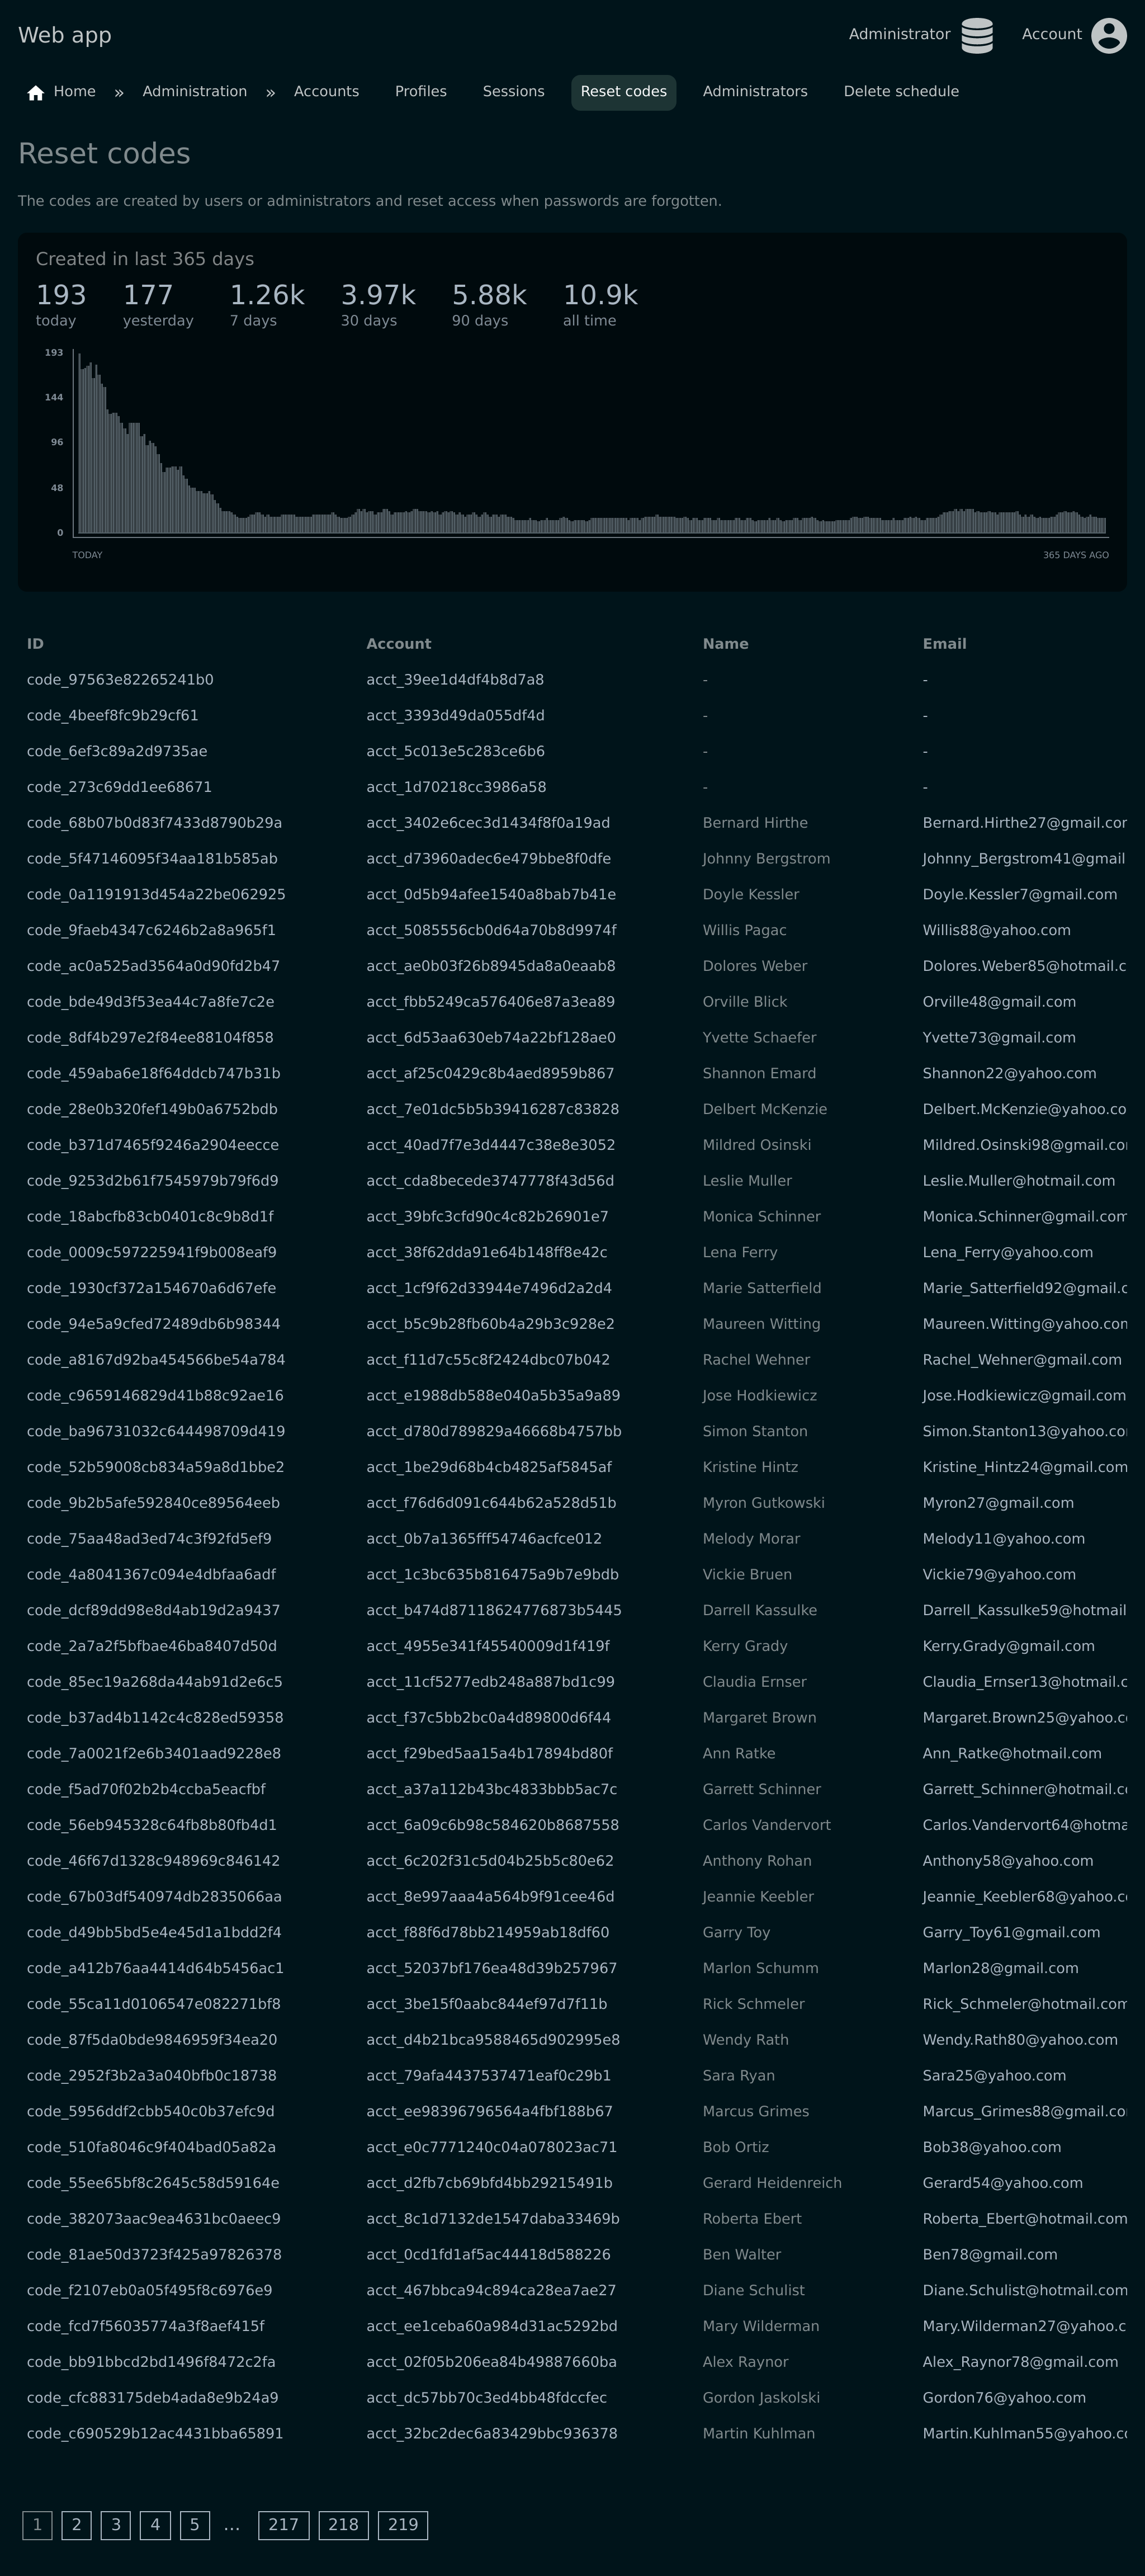 Web app Administrator Account
Home » Administration » Accounts Profiles Sessions Reset codes Administrators Delete schedule
Reset codes
The codes are created by users or administrators and reset access when passwords are forgotten.
Created in last 365 days
193 177 1.26k 3.97k 5.88k 10.9k
today yesterday 7 days 30 days 90 days all time
193
144
96
48
0
TODAY 365 DAYS AGO
ID Account Name Email
code_97563e82265241b0 acct_39ee1d4df4b8d7a8 - -
code_4beef8fc9b29cf61 acct_3393d49da055df4d - -
code_6ef3c89a2d9735ae acct_5c013e5c283ce6b6 - -
code_273c69dd1ee68671 acct_1d70218cc3986a58 - -
code_68b07b0d83f7433d8790b29a acct_3402e6cec3d1434f8f0a19ad Bernard Hirthe Bernard.Hirthe27@gmail.com
code_5f47146095f34aa181b585ab acct_d73960adec6e479bbe8f0dfe Johnny Bergstrom Johnny_Bergstrom41@gmail
code_0a1191913d454a22be062925 acct_0d5b94afee1540a8bab7b41e Doyle Kessler Doyle.Kessler7@gmail.com
code_9faeb4347c6246b2a8a965f1 acct_5085556cb0d64a70b8d9974f Willis Pagac Willis88@yahoo.com
code_ac0a525ad3564a0d90fd2b47 acct_ae0b03f26b8945da8a0eaab8 Dolores Weber Dolores.Weber85@hotmail.c
code_bde49d3f53ea44c7a8fe7c2e acct_fbb5249ca576406e87a3ea89 Orville Blick Orville48@gmail.com
code_8df4b297e2f84ee88104f858 acct_6d53aa630eb74a22bf128ae0 Yvette Schaefer Yvette73@gmail.com
code_459aba6e18f64ddcb747b31b acct_af25c0429c8b4aed8959b867 Shannon Emard Shannon22@yahoo.com
code_28e0b320fef149b0a6752bdb acct_7e01dc5b5b39416287c83828 Delbert McKenzie Delbert.McKenzie@yahoo.co
code_b371d7465f9246a2904eecce acct_40ad7f7e3d4447c38e8e3052 Mildred Osinski Mildred.Osinski98@gmail.co
code_9253d2b61f7545979b79f6d9 acct_cda8becede3747778f43d56d Leslie Muller Leslie.Muller@hotmail.com
code_18abcfb83cb0401c8c9b8d1f acct_39bfc3cfd90c4c82b26901e7 Monica Schinner Monica.Schinner@gmail.com
code_0009c597225941f9b008eaf9 acct_38f62dda91e64b148ff8e42c Lena Ferry Lena_Ferry@yahoo.com
code_1930cf372a154670a6d67efe acct_1cf9f62d33944e7496d2a2d4 Marie Satterfield Marie_Satterfield92@gmail.c
code_94e5a9cfed72489db6b98344 acct_b5c9b28fb60b4a29b3c928e2 Maureen Witting Maureen.Witting@yahoo.com
code_a8167d92ba454566be54a784 acct_f11d7c55c8f2424dbc07b042 Rachel Wehner Rachel_Wehner@gmail.com
code_c9659146829d41b88c92ae16 acct_e1988db588e040a5b35a9a89 Jose Hodkiewicz Jose.Hodkiewicz@gmail.com
code_ba96731032c644498709d419 acct_d780d789829a46668b4757bb Simon Stanton Simon.Stanton13@yahoo.co
code_52b59008cb834a59a8d1bbe2 acct_1be29d68b4cb4825af5845af Kristine Hintz Kristine_Hintz24@gmail.com
code_9b2b5afe592840ce89564eeb acct_f76d6d091c644b62a528d51b Myron Gutkowski Myron27@gmail.com
code_75aa48ad3ed74c3f92fd5ef9 acct_0b7a1365fff54746acfce012 Melody Morar Melody11@yahoo.com
code_4a8041367c094e4dbfaa6adf acct_1c3bc635b816475a9b7e9bdb Vickie Bruen Vickie79@yahoo.com
code_dcf89dd98e8d4ab19d2a9437 acct_b474d87118624776873b5445 Darrell Kassulke Darrell_Kassulke59@hotmail
code_2a7a2f5bfbae46ba8407d50d acct_4955e341f45540009d1f419f Kerry Grady Kerry.Grady@gmail.com
code_85ec19a268da44ab91d2e6c5 acct_11cf5277edb248a887bd1c99 Claudia Ernser Claudia_Ernser13@hotmail.c
code_b37ad4b1142c4c828ed59358 acct_f37c5bb2bc0a4d89800d6f44 Margaret Brown Margaret.Brown25@yahoo.c
code_7a0021f2e6b3401aad9228e8 acct_f29bed5aa15a4b17894bd80f Ann Ratke Ann_Ratke@hotmail.com
code_f5ad70f02b2b4ccba5eacfbf acct_a37a112b43bc4833bbb5ac7c Garrett Schinner Garrett_Schinner@hotmail.c
code_56eb945328c64fb8b80fb4d1 acct_6a09c6b98c584620b8687558 Carlos Vandervort Carlos.Vandervort64@hotma
code_46f67d1328c948969c846142 acct_6c202f31c5d04b25b5c80e62 Anthony Rohan Anthony58@yahoo.com
code_67b03df540974db2835066aa acct_8e997aaa4a564b9f91cee46d Jeannie Keebler Jeannie_Keebler68@yahoo.c
code_d49bb5bd5e4e45d1a1bdd2f4 acct_f88f6d78bb214959ab18df60 Garry Toy Garry_Toy61@gmail.com
code_a412b76aa4414d64b5456ac1 acct_52037bf176ea48d39b257967 Marlon Schumm Marlon28@gmail.com
code_55ca11d0106547e082271bf8 acct_3be15f0aabc844ef97d7f11b Rick Schmeler Rick_Schmeler@hotmail.com
code_87f5da0bde9846959f34ea20 acct_d4b21bca9588465d902995e8 Wendy Rath Wendy.Rath80@yahoo.com
code_2952f3b2a3a040bfb0c18738 acct_79afa4437537471eaf0c29b1 Sara Ryan Sara25@yahoo.com
code_5956ddf2cbb540c0b37efc9d acct_ee98396796564a4fbf188b67 Marcus Grimes Marcus_Grimes88@gmail.co
code_510fa8046c9f404bad05a82a acct_e0c7771240c04a078023ac71 Bob Ortiz Bob38@yahoo.com
code_55ee65bf8c2645c58d59164e acct_d2fb7cb69bfd4bb29215491b Gerard Heidenreich Gerard54@yahoo.com
code_382073aac9ea4631bc0aeec9 acct_8c1d7132de1547daba33469b Roberta Ebert Roberta_Ebert@hotmail.com
code_81ae50d3723f425a97826378 acct_0cd1fd1af5ac44418d588226 Ben Walter Ben78@gmail.com
code_f2107eb0a05f495f8c6976e9 acct_467bbca94c894ca28ea7ae27 Diane Schulist Diane.Schulist@hotmail.com
code_fcd7f56035774a3f8aef415f acct_ee1ceba60a984d31ac5292bd Mary Wilderman Mary.Wilderman27@yahoo.c
code_bb91bbcd2bd1496f8472c2fa acct_02f05b206ea84b49887660ba Alex Raynor Alex_Raynor78@gmail.com
code_cfc883175deb4ada8e9b24a9 acct_dc57bb70c3ed4bb48fdccfec Gordon Jaskolski Gordon76@yahoo.com
code_c690529b12ac4431bba65891 acct_32bc2dec6a83429bbc936378 Martin Kuhlman Martin.Kuhlman55@yahoo.co
1 2 3 4 5 ... 217 218 219